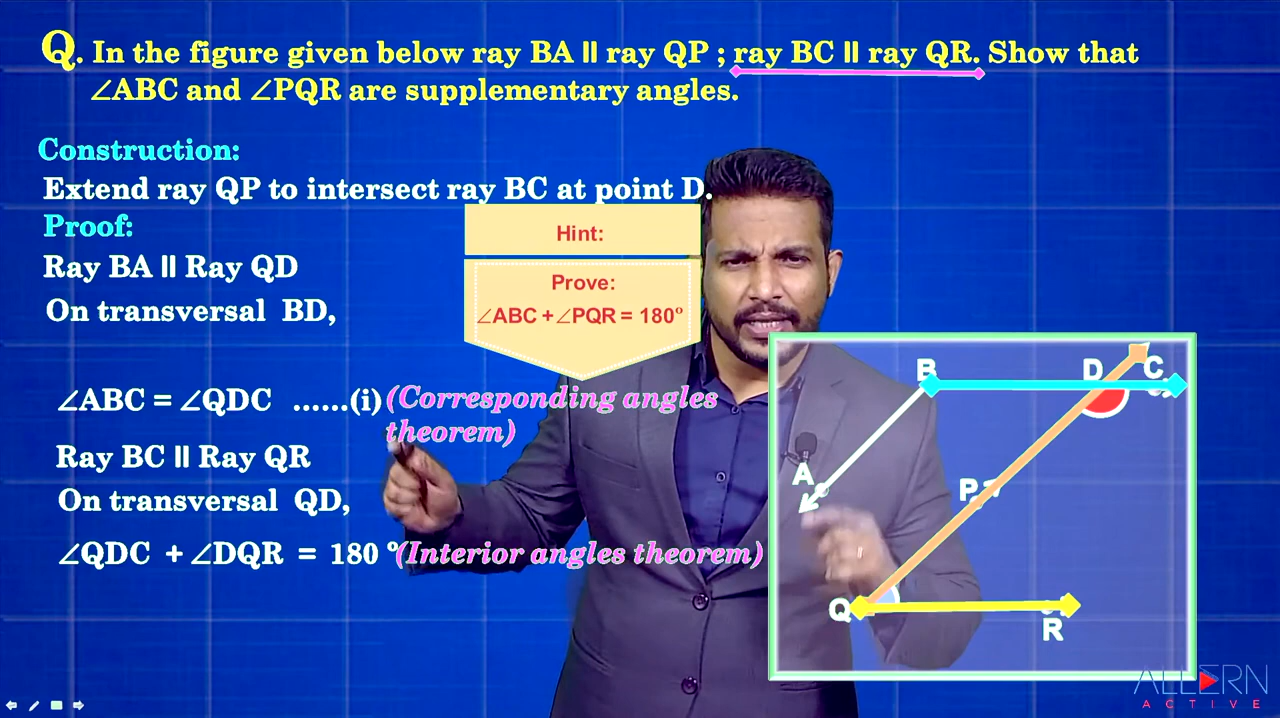 Q. In the figure given below ray BA ॥ ray QP ; ray BC ॥ ray QR. Show that
∠ABC and ∠PQR are supplementary angles.
Construction:
Extend ray QP to intersect ray BC at point D.
Proof:
Ray BA ॥ Ray QD
On transversal BD,
Hint:
Prove:
∠ABC +∠PQR = 180°
∠ABC = ∠QDC ......(i) (Corresponding angles
theorem)
Ray BC ॥ Ray QR
On transversal QD,
∠QDC + ∠DQR = 180 ° (Interior angles theorem)
B D C
A
P
Q
R
ALLERN
ACTIVE